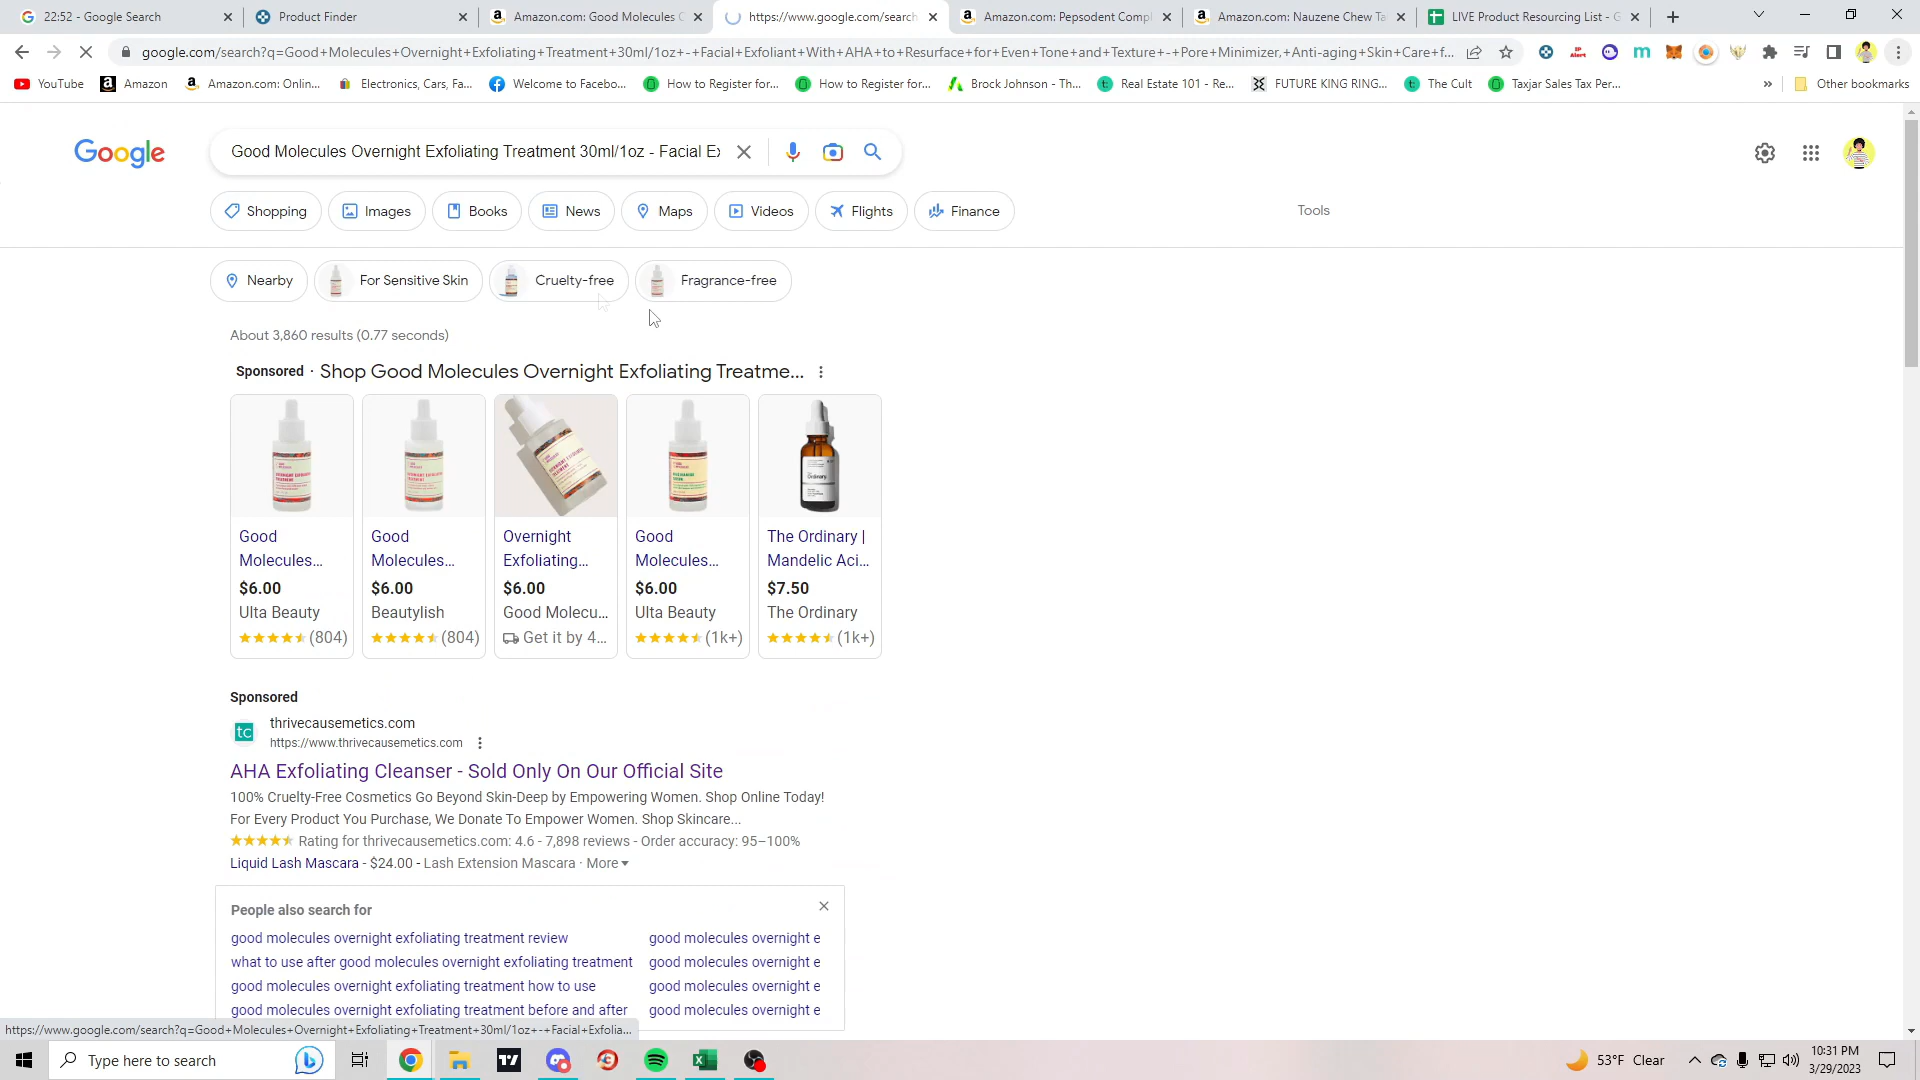 22:52 - Google Search
Product Finder
Amazon.com: Good Molecules C
https://www.google.com/search
Amazon.com: Pepsodent Compl
Amazon.com: Nauzene Chew Ta
LIVE Product Resourcing List - G
google.com/search?q=Good+Molecules+Overnight+Exfoliating+Treatment+30ml/1oz+-+Facial+Exfoliant+With+AHA+to+Resurface+for+Even+Tone+and+Texture+-+Pore+Minimizer,+Anti-aging+Skin+Care+f...
YouTube
Amazon
Amazon.com: Onlin...
Electronics, Cars, Fa...
Welcome to Facebo...
How to Register for...
How to Register for...
Brock Johnson - Th...
Real Estate 101 - Re...
FUTURE KING RING...
The Cult
Taxjar Sales Tax Per...
Other bookmarks
Google
Good Molecules Overnight Exfoliating Treatment 30ml/1oz - Facial Ex
Shopping
Images
Books
News
Maps
Videos
Flights
Finance
Tools
Nearby
For Sensitive Skin
Cruelty-free
Fragrance-free
About 3,860 results (0.77 seconds)
Sponsored · Shop Good Molecules Overnight Exfoliating Treatme...
Good
Molecules...
$6.00
Ulta Beauty
(804)
Good
Molecules...
$6.00
Beautylish
(804)
Overnight
Exfoliating...
$6.00
Good Molecu...
Get it by 4...
Good
Molecules...
$6.00
Ulta Beauty
(1k+)
Ordinary.
The Ordinary |
Mandelic Aci...
$7.50
The Ordinary
(1k+)
Sponsored
tc
thrivecausemetics.com
https://www.thrivecausemetics.com
AHA Exfoliating Cleanser - Sold Only On Our Official Site
100% Cruelty-Free Cosmetics Go Beyond Skin-Deep by Empowering Women. Shop Online Today!
For Every Product You Purchase, We Donate To Empower Women. Shop Skincare...
Rating for thrivecausemetics.com: 4.6 - 7,898 reviews - Order accuracy: 95–100%
Liquid Lash Mascara - $24.00 - Lash Extension Mascara · More
People also search for
good molecules overnight exfoliating treatment review
good molecules overnight e
what to use after good molecules overnight exfoliating treatment
good molecules overnight e
good molecules overnight exfoliating treatment how to use
good molecules overnight e
good molecules overnight exfoliating treatment before and after
good molecules overnight e
https://www.google.com/search?q=Good+Molecules+Overnight+Exfoliating+Treatment+30ml/1oz+-+Facial+Exfolia...
Type here to search
53°F Clear
10:31 PM
3/29/2023